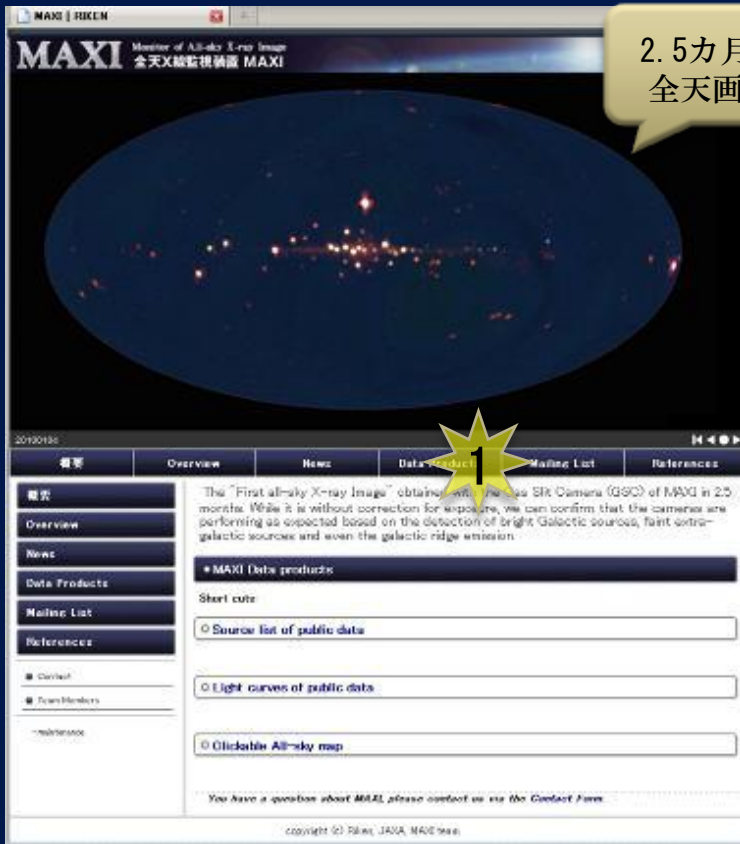 MAXI | RIKEN
2.5カ月
全天画
MAXI Monitor of All-sky X-ray Image
全天X線監視装置 MAXI
概要 Overview News Data Product 1 Mailing List References
概要
Overview
News
Data Products
Mailing List
References
Contact
Team Members
The "First all-sky X-ray Image" obtained Slit Camera (GSC) of MAXI in 2.5
months. While it is without correction for exposure, we can confirm that the cameras are
performing as expected based on the detection of bright Galactic sources, faint extra-
galactic sources and even the galactic ridge emission.
MAXI Data products
Short cuts
Source list of public data
Light curves of public data
Clickable All-sky map
You have a question about MAXI, please contact us via the Contact Form.
copyright (c) Riken, JAXA, MAXI team.